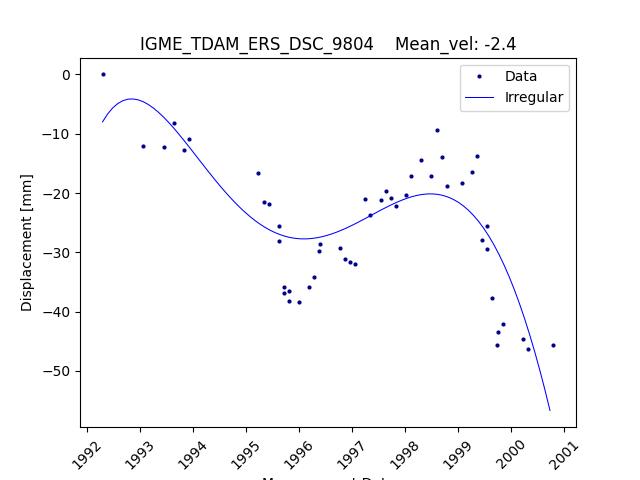 IGME_TDAM_ERS_DSC_9804    Mean_vel: -2.4
Data
Irregular
Displacement [mm]
0
−10
−20
−30
−40
−50
1992 1993 1994 1995 1996 1997 1998 1999 2000 2001